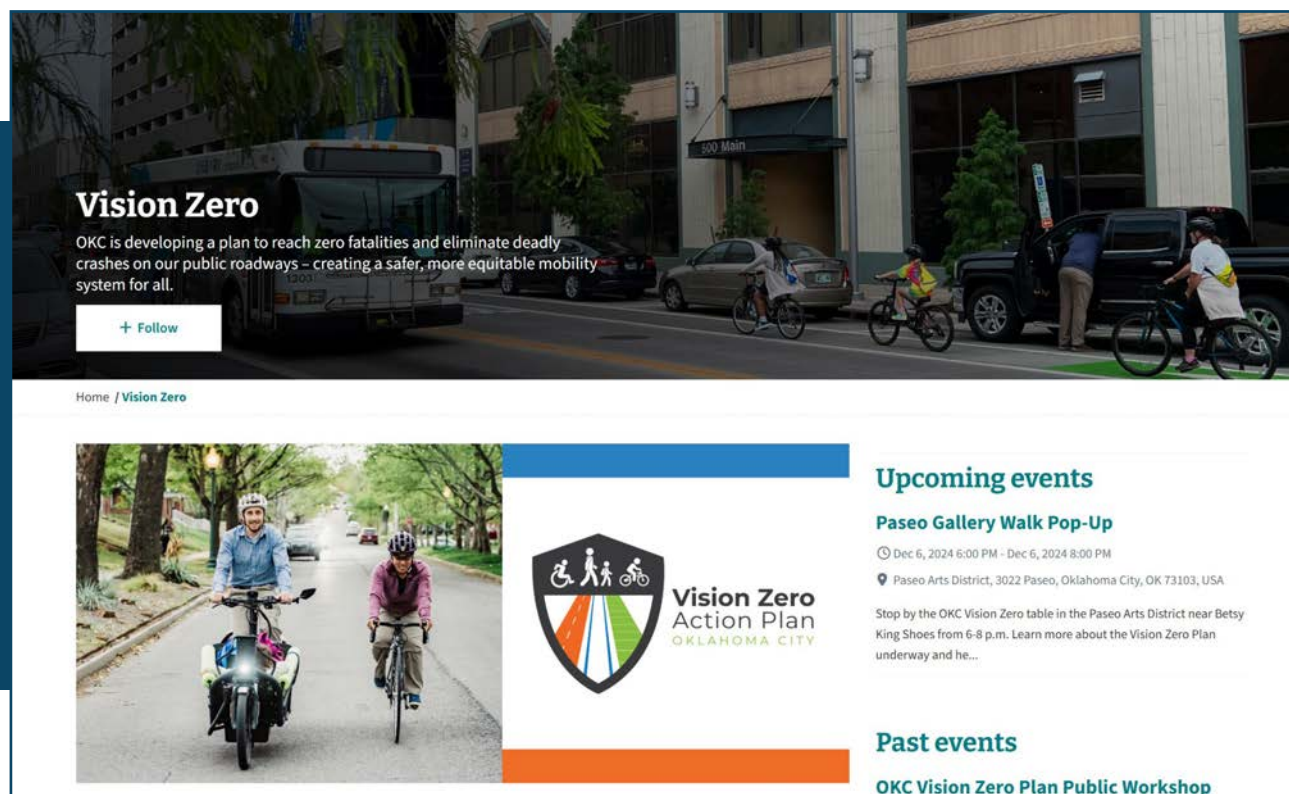 500 Main
Vision Zero
OKC is developing a plan to reach zero fatalities and eliminate deadly
crashes on our public roadways – creating a safer, more equitable mobility
system for all.
1203
+ Follow
Home / Vision Zero
Vision Zero
Action Plan
OKLAHOMA CITY
Upcoming events
Paseo Gallery Walk Pop-Up
Dec 6, 2024 6:00 PM - Dec 6, 2024 8:00 PM
Paseo Arts District, 3022 Paseo, Oklahoma City, OK 73103, USA
Stop by the OKC Vision Zero table in the Paseo Arts District near Betsy
King Shoes from 6-8 p.m. Learn more about the Vision Zero Plan
underway and he...
Past events
OKC Vision Zero Plan Public Workshop